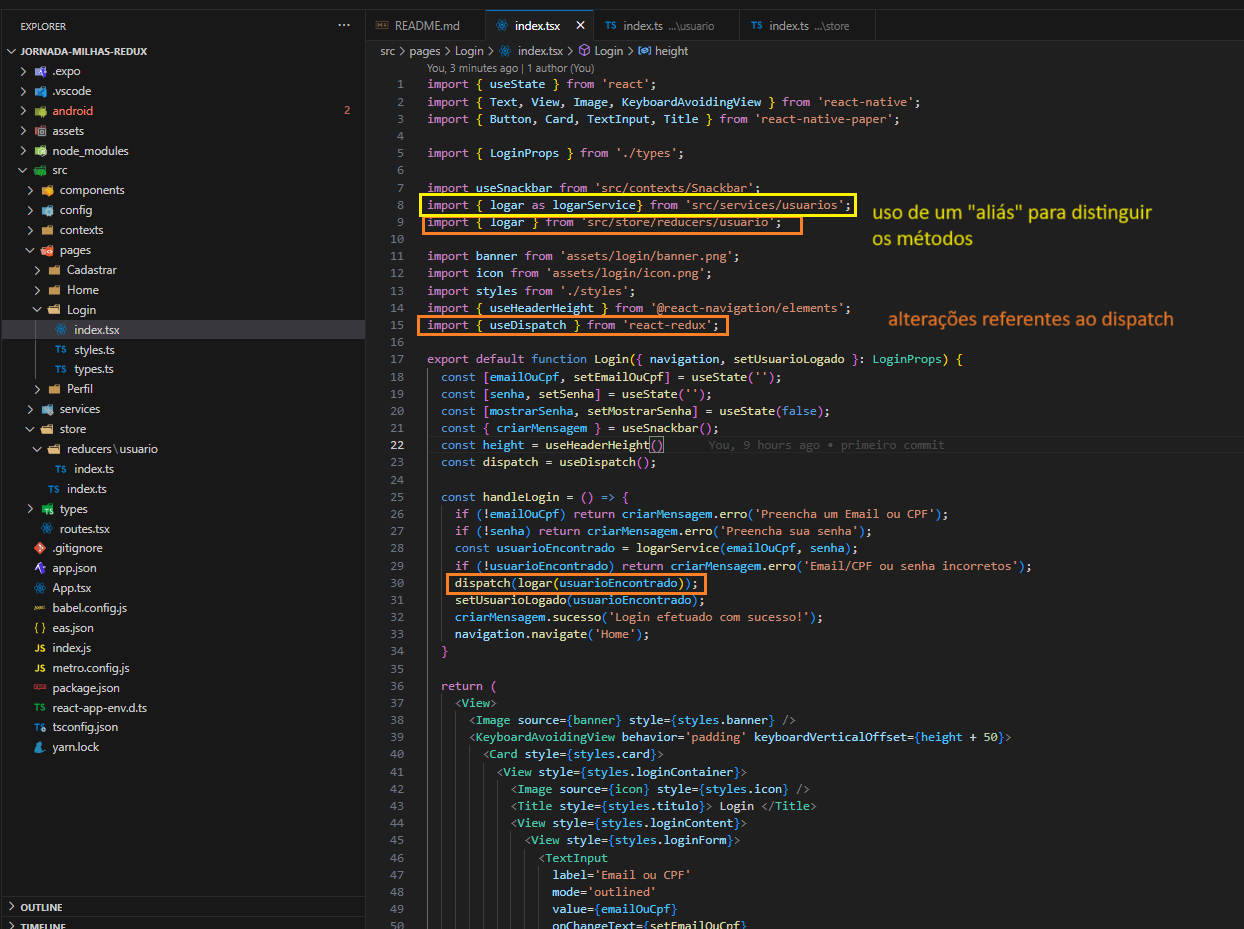 EXPLORER
···
JORNADA-MILHAS-REDUX
.expo
.vscode
android 2
assets
node_modules
src
components
config
contexts
pages
Cadastrar
Home
Login
index.tsx
styles.ts
types.ts
Perfil
services
store
reducers\usuario
TS index.ts
TS index.ts
types
routes.tsx
.gitignore
app.json
App.tsx
babel.config.js
{ } eas.json
JS index.js
JS metro.config.js
package.json
TS react-app-env.d.ts
tsconfig.json
yarn.lock
OUTLINE
TIMELINE
README.md index.tsx × TS index.ts ...\usuario TS index.ts ...\store
src > pages > Login > index.tsx > Login > height
You, 3 minutes ago | 1 author (You)
1 import { useState } from 'react';
2 import { Text, View, Image, KeyboardAvoidingView } from 'react-native';
3 import { Button, Card, TextInput, Title } from 'react-native-paper';
4
5 import { LoginProps } from './types';
6
7 import useSnackbar from 'src/contexts/Snackbar';
8 import { logar as logarService} from 'src/services/usuarios';
9 import { logar } from 'src/store/reducers/usuario';
10
11 import banner from 'assets/login/banner.png';
12 import icon from 'assets/login/icon.png';
13 import styles from './styles';
14 import { useHeaderHeight } from '@react-navigation/elements';
15 import { useDispatch } from 'react-redux';
16
17 export default function Login({ navigation, setUsuarioLogado }: LoginProps) {
18 const [emailOuCpf, setEmailOuCpf] = useState('');
19 const [senha, setSenha] = useState('');
20 const [mostrarSenha, setMostrarSenha] = useState(false);
21 const { criarMensagem } = useSnackbar();
22 const height = useHeaderHeight() You, 9 hours ago • primeiro commit
23 const dispatch = useDispatch();
24
25 const handleLogin = () => {
26 if (!emailOuCpf) return criarMensagem.erro('Preencha um Email ou CPF');
27 if (!senha) return criarMensagem.erro('Preencha sua senha');
28 const usuarioEncontrado = logarService(emailOuCpf, senha);
29 if (!usuarioEncontrado) return criarMensagem.erro('Email/CPF ou senha incorretos');
30 dispatch(logar(usuarioEncontrado));
31 setUsuarioLogado(usuarioEncontrado);
32 criarMensagem.sucesso('Login efetuado com sucesso!');
33 navigation.navigate('Home');
34 }
35
36 return (
37 <View>
38 <Image source={banner} style={styles.banner} />
39 <KeyboardAvoidingView behavior='padding' keyboardVerticalOffset={height + 50}>
40 <Card style={styles.card}>
41 <View style={styles.loginContainer}>
42 <Image source={icon} style={styles.icon} />
43 <Title style={styles.titulo}> Login </Title>
44 <View style={styles.loginContent}>
45 <View style={styles.loginForm}>
46 <TextInput
47 label='Email ou CPF'
48 mode='outlined'
49 value={emailOuCpf}
50 onChangeText={setEmailOuCpf}
uso de um "aliás" para distinguir
os métodos
alterações referentes ao dispatch